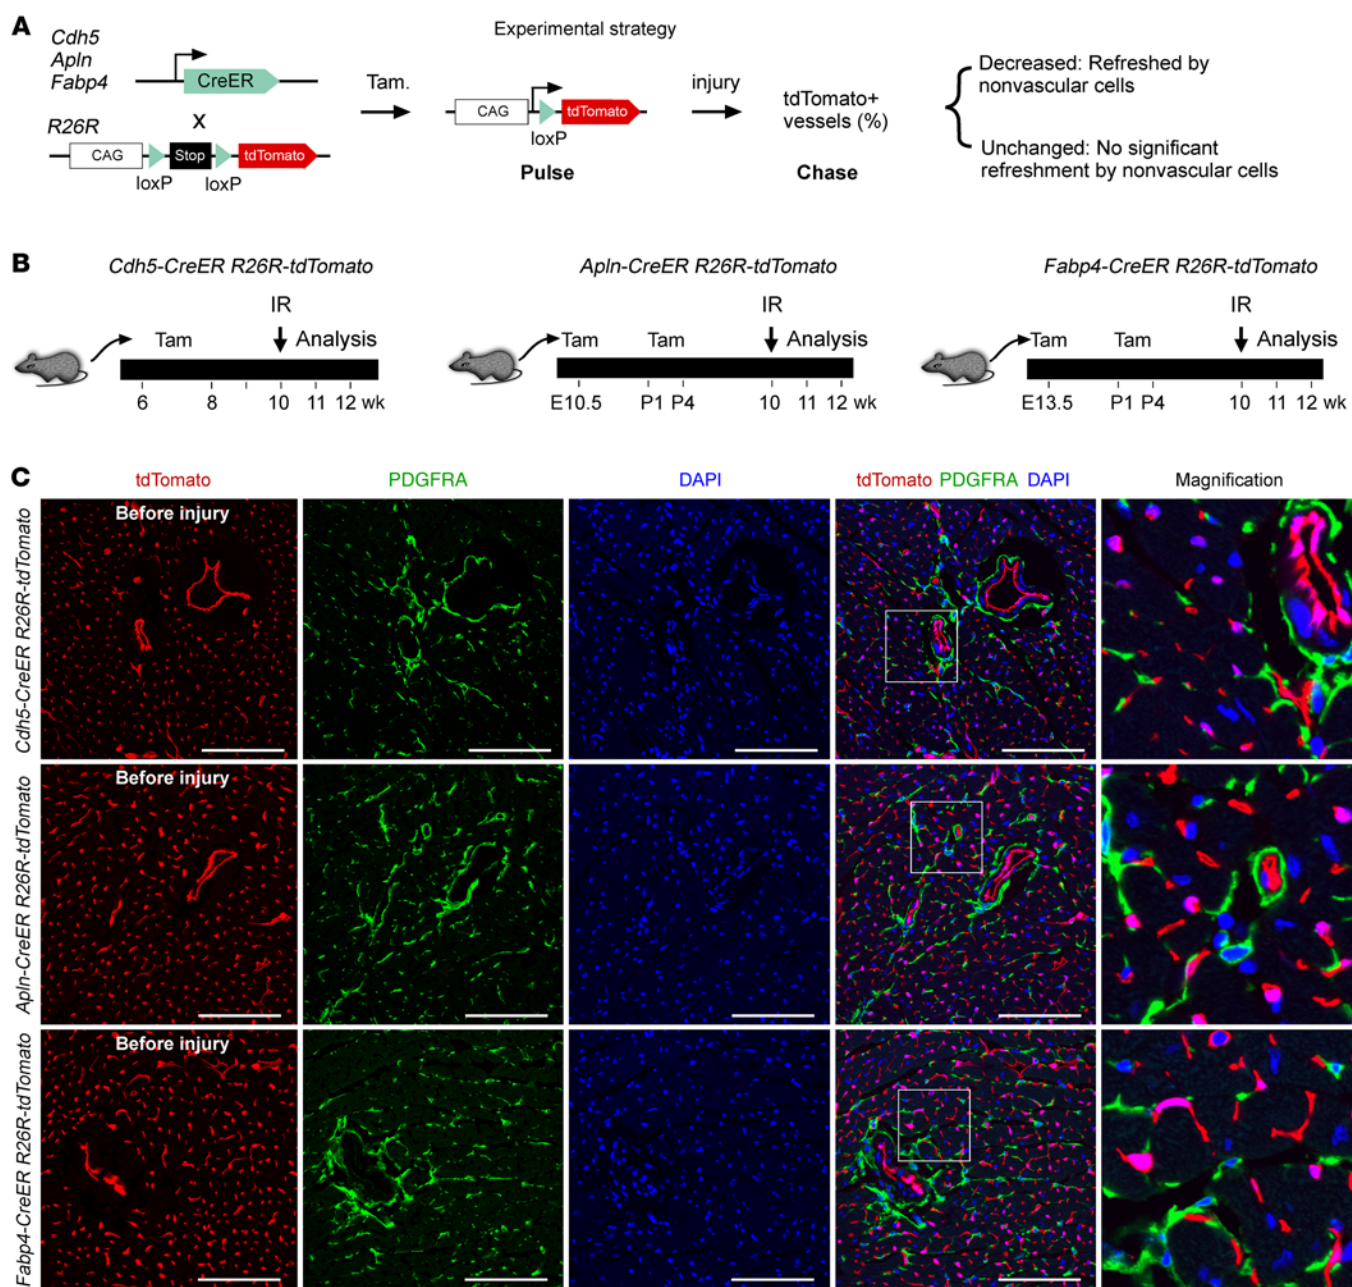 A
Experimental strategy
Cdh5
Apln
Fabp4
CreER
X
R26R
CAG
Stop
tdTomato
loxP
loxP
Tam.
CAG
tdTomato
loxP
Pulse
injury
tdTomato+
vessels (%)
Chase
Decreased: Refreshed by
nonvascular cells
Unchanged: No significant
refreshment by nonvascular cells
B
Cdh5-CreER R26R-tdTomato
IR
Tam
Analysis
6 8 10 11 12 wk
Apln-CreER R26R-tdTomato
IR
Tam Tam
Analysis
E10.5 P1 P4 10 11 12 wk
Fabp4-CreER R26R-tdTomato
IR
Tam Tam
Analysis
E13.5 P1 P4 10 11 12 wk
C
tdTomato
PDGFRA
DAPI
tdTomato PDGFRA DAPI
Magnification
Cdh5-CreER R26R-tdTomato
Before injury
Apln-CreER R26R-tdTomato
Before injury
Fabp4-CreER R26R-tdTomato
Before injury